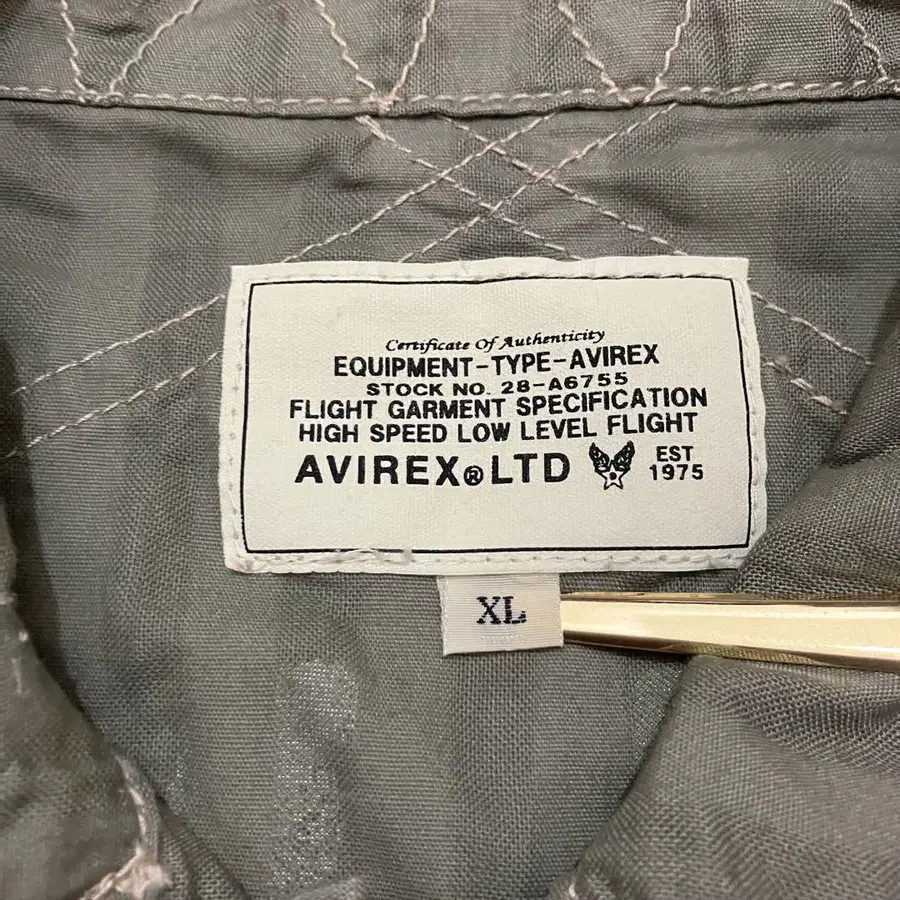 Certificate Of Authenticity
EQUIPMENT-TYPE-AVIREX
STOCK NO. 28-A6755
FLIGHT GARMENT SPECIFICATION
HIGH SPEED LOW LEVEL FLIGHT
AVIREX® LTD EST 1975
XL